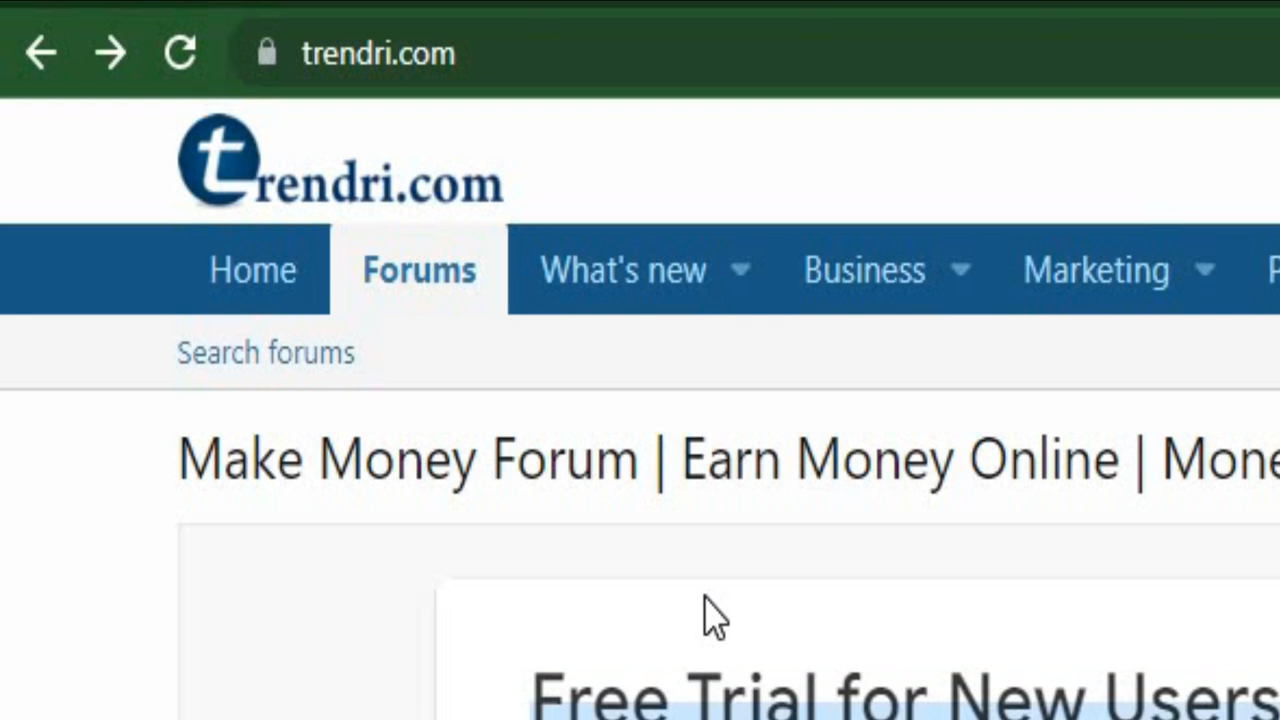 trendri.com
trendri.com
Home Forums What's new Business Marketing
Search forums
Make Money Forum | Earn Money Online | Mone
Free Trial for New Users